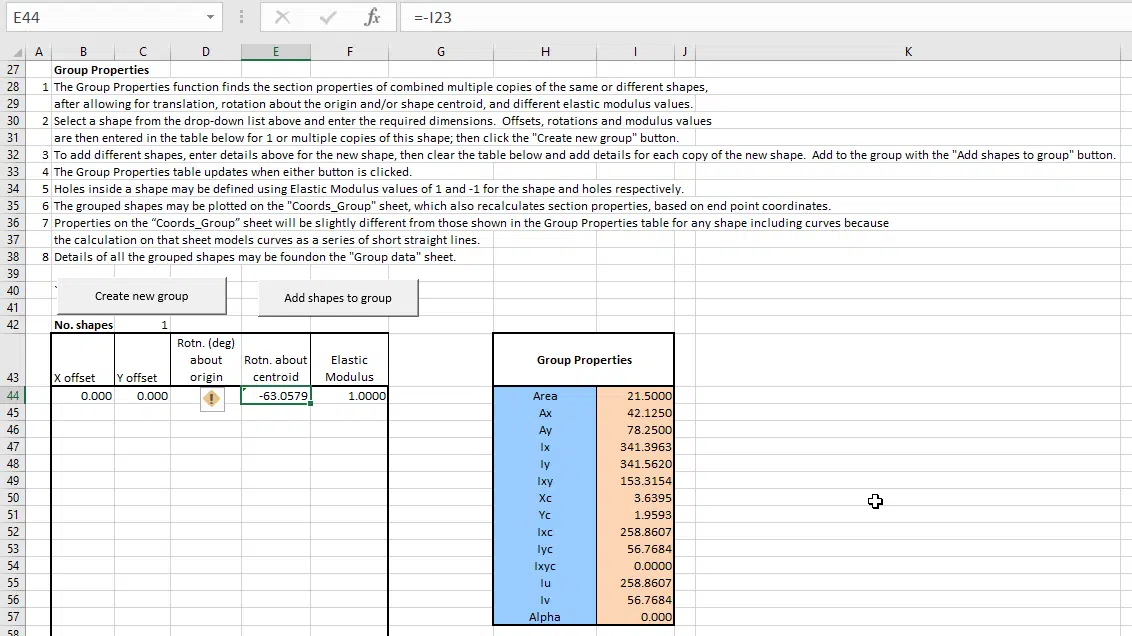 E44 fx =-I23
A B C D E F G H I J K
27 Group Properties
28 1 The Group Properties function finds the section properties of combined multiple copies of the same or different shapes,
29 after allowing for translation, rotation about the origin and/or shape centroid, and different elastic modulus values.
30 2 Select a shape from the drop-down list above and enter the required dimensions. Offsets, rotations and modulus values
31 are then entered in the table below for 1 or multiple copies of this shape; then click the "Create new group" button.
32 3 To add different shapes, enter details above for the new shape, then clear the table below and add details for each copy of the new shape. Add to the group with the "Add shapes to group" button.
33 4 The Group Properties table updates when either button is clicked.
34 5 Holes inside a shape may be defined using Elastic Modulus values of 1 and -1 for the shape and holes respectively.
35 6 The grouped shapes may be plotted on the "Coords_Group" sheet, which also recalculates section properties, based on end point coordinates.
36 7 Properties on the “Coords_Group” sheet will be slightly different from those shown in the Group Properties table for any shape including curves because
37 the calculation on that sheet models curves as a series of short straight lines.
38 8 Details of all the grouped shapes may be foundon the "Group data" sheet.
39
40 ` Create new group Add shapes to group
41
42 No. shapes 1
Rotn. (deg)
about Rotn. about Elastic Group Properties
43 X offset Y offset origin centroid Modulus
44 0.000 0.000 ! -63.0579 1.0000 Area 21.5000
45 Ax 42.1250
46 Ay 78.2500
47 Ix 341.3963
48 Iy 341.5620
49 Ixy 153.3154
50 Xc 3.6395
51 Yc 1.9593
52 Ixc 258.8607
53 Iyc 56.7684
54 Ixyc 0.0000
55 Iu 258.8607
56 Iv 56.7684
57 Alpha 0.000
58